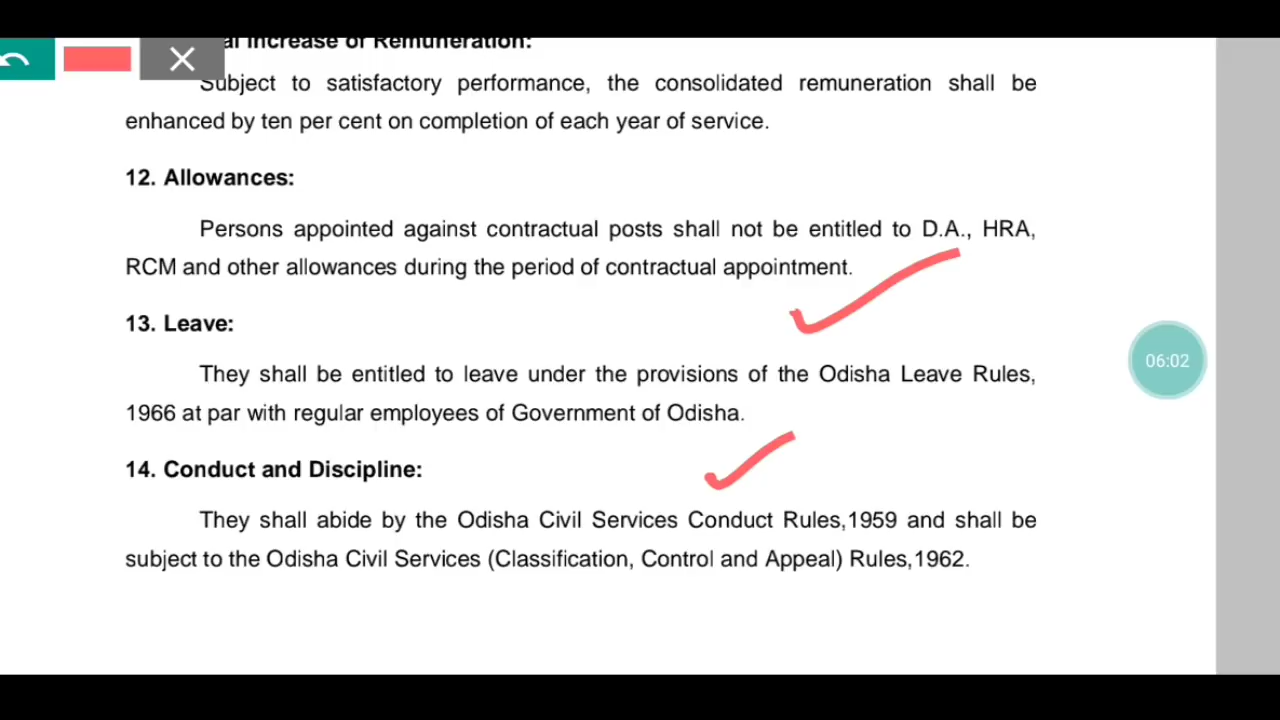 al Increase of Remuneration:
Subject to satisfactory performance, the consolidated remuneration shall be
enhanced by ten per cent on completion of each year of service.
12. Allowances:
Persons appointed against contractual posts shall not be entitled to D.A., HRA,
RCM and other allowances during the period of contractual appointment.
13. Leave:
They shall be entitled to leave under the provisions of the Odisha Leave Rules,
1966 at par with regular employees of Government of Odisha.
06:02
14. Conduct and Discipline:
They shall abide by the Odisha Civil Services Conduct Rules,1959 and shall be
subject to the Odisha Civil Services (Classification, Control and Appeal) Rules,1962.